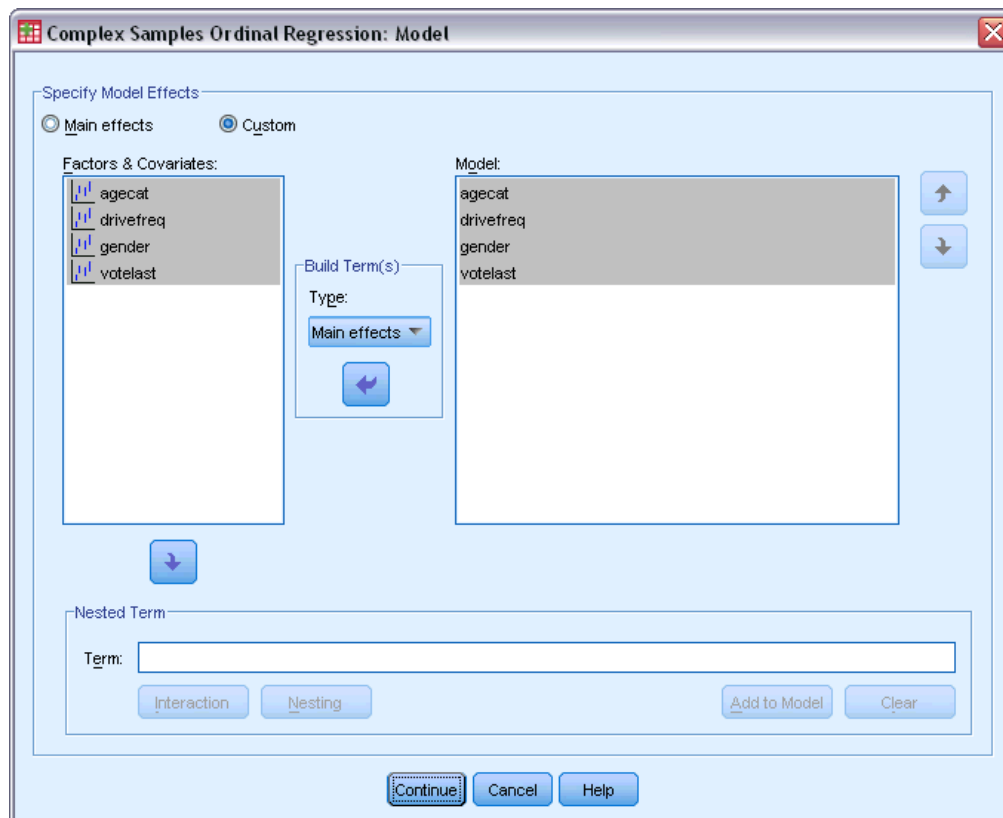 Complex Samples Ordinal Regression: Model
Specify Model Effects
Main effects
Custom
Factors & Covariates:
Model:
agecat
drivefreq
gender
votelast
Build Term(s)
Type:
Main effects
agecat
drivefreq
gender
votelast
Nested Term
Term:
Interaction
Nesting
Add to Model
Clear
Continue
Cancel
Help